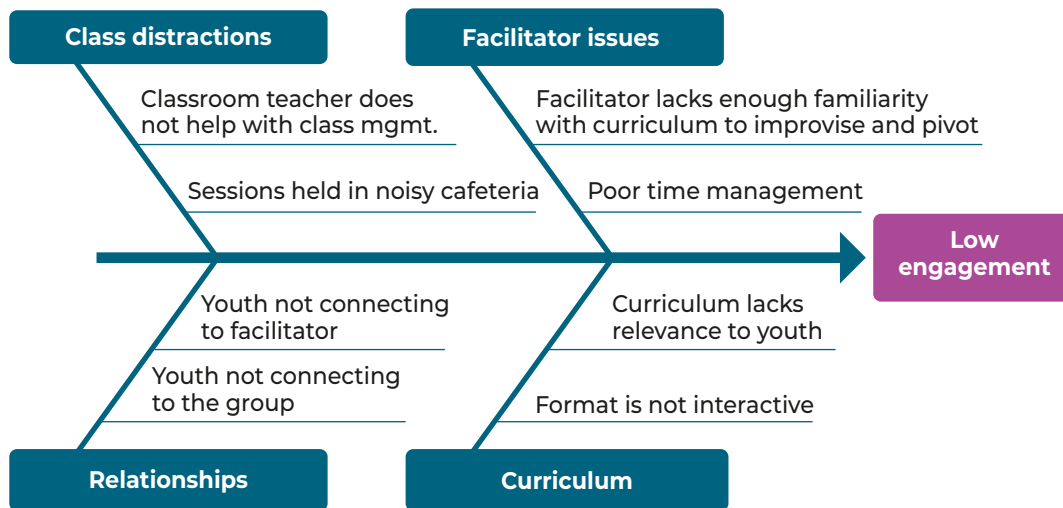 Class distractions
Facilitator issues
Classroom teacher does
not help with class mgmt.
Facilitator lacks enough familiarity
with curriculum to improvise and pivot
Sessions held in noisy cafeteria
Poor time management
Low
engagement
Youth not connecting
to facilitator
Curriculum lacks
relevance to youth
Youth not connecting
to the group
Format is not interactive
Relationships
Curriculum